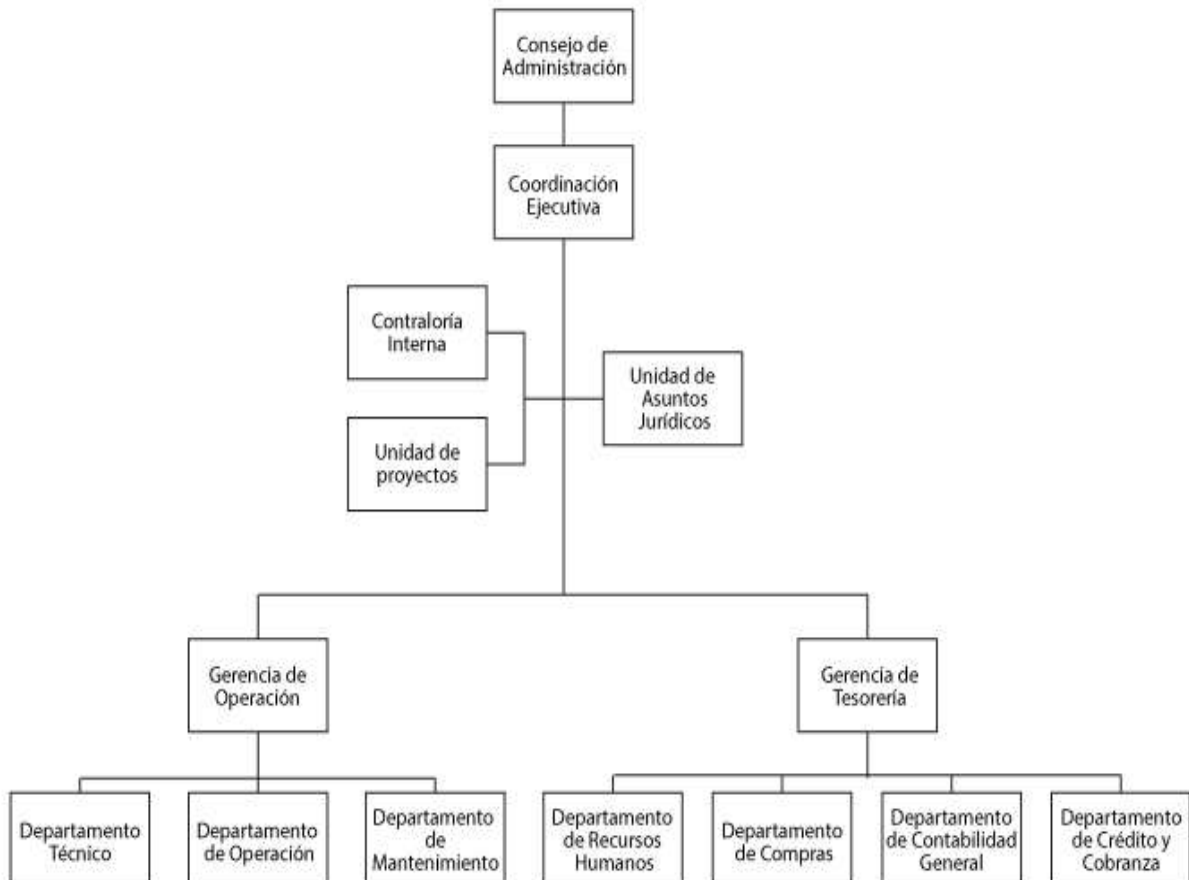 Consejo de
Administración
Coordinación
Ejecutiva
Contraloría
Interna
Unidad de
Asuntos
Jurídicos
Unidad de
proyectos
Gerencia de
Operación
Gerencia de
Tesorería
Departamento
Técnico
Departamento
de Operación
Departamento
de
Mantenimiento
Departamento
de Recursos
Humanos
Departamento
de Compras
Departamento
de Contabilidad
General
Departamento
de Crédito y
Cobranza